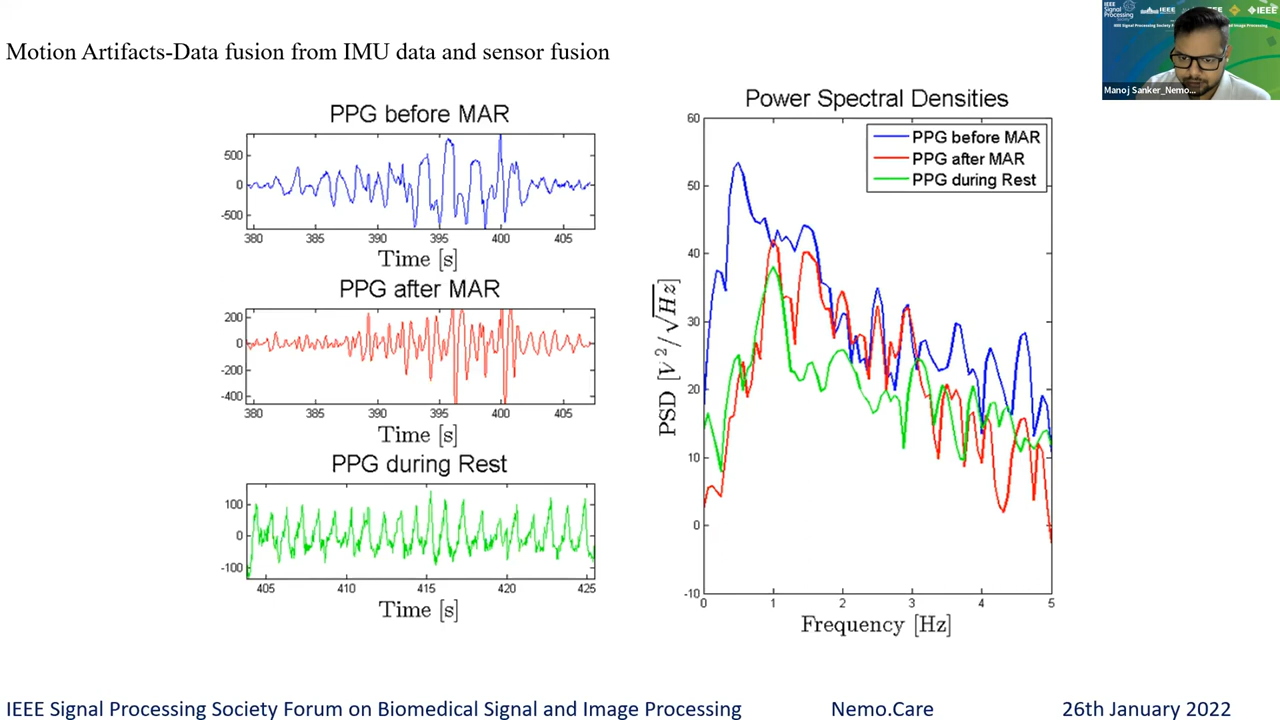 Motion Artifacts-Data fusion from IMU data and sensor fusion
IEEE
Signal
Processing
IEEE
IEEE
Manoj Sanker_Nemo...
PPG before MAR
500
0
-500
380 385 390 395 400 405
Time [s]
PPG after MAR
200
0
-200
-400
380 385 390 395 400 405
Time [s]
PPG during Rest
100
0
-100
405 410 415 420 425
Time [s]
Power Spectral Densities
PPG before MAR
PPG after MAR
PPG during Rest
60
50
40
30
20
10
0
-10
PSD [V²/√Hz]
0 1 2 3 4 5
Frequency [Hz]
IEEE Signal Processing Society Forum on Biomedical Signal and Image Processing Nemo.Care 26th January 2022